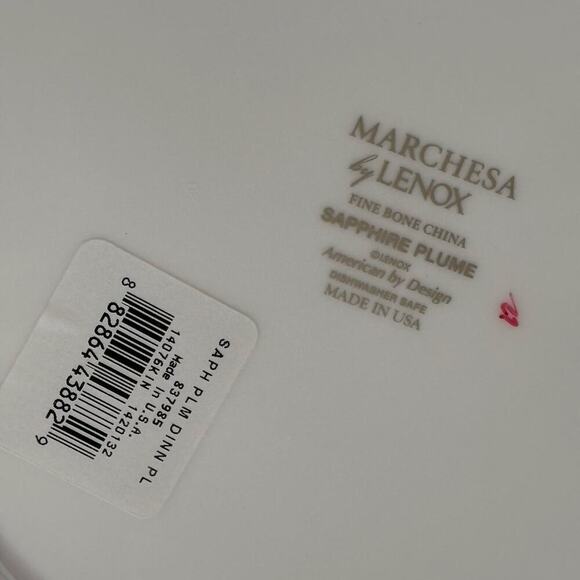 MARCHESA
by LENOX
FINE BONE CHINA
SAPPHIRE PLUME
©LENOX
American by Design
DISHWASHER SAFE
MADE IN USA
SAPH PLM DINN PL
837985
Made in U.S.A.
14076KIN 1420132
8 82864 43882 9